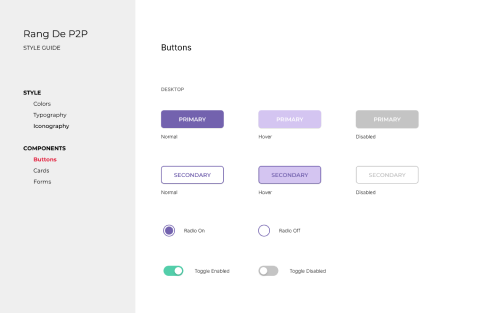 Rang De P2P
STYLE GUIDE
STYLE
Colors
Typography
Iconography
COMPONENTS
Buttons
Cards
Forms
Buttons
DESKTOP
PRIMARY PRIMARY PRIMARY
Normal Hover Disabled
SECONDARY SECONDARY SECONDARY
Normal Hover Disabled
Radio On Radio Off
Toggle Enabled Toggle Disabled